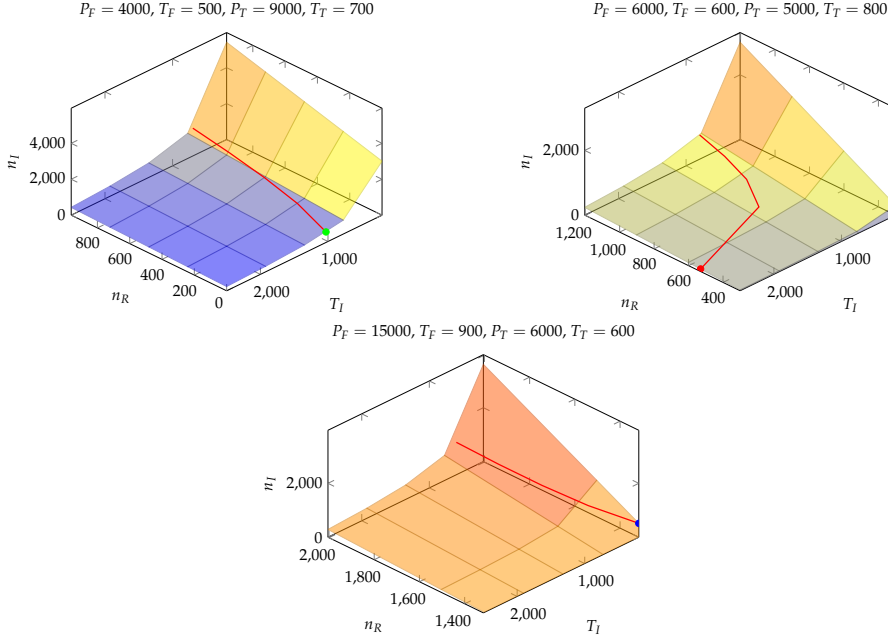 P_F = 4000, T_F = 500, P_T = 9000, T_T = 700
P_F = 6000, T_F = 600, P_T = 5000, T_T = 800
n_I
4,000
2,000
0
800
600
400
200
0
n_R
2,000
1,000
T_I
n_I
2,000
0
1,200
1,000
800
600
400
n_R
2,000
1,000
T_I
P_F = 15000, T_F = 900, P_T = 6000, T_T = 600
n_I
2,000
0
2,000
1,800
1,600
1,400
n_R
2,000
1,000
T_I